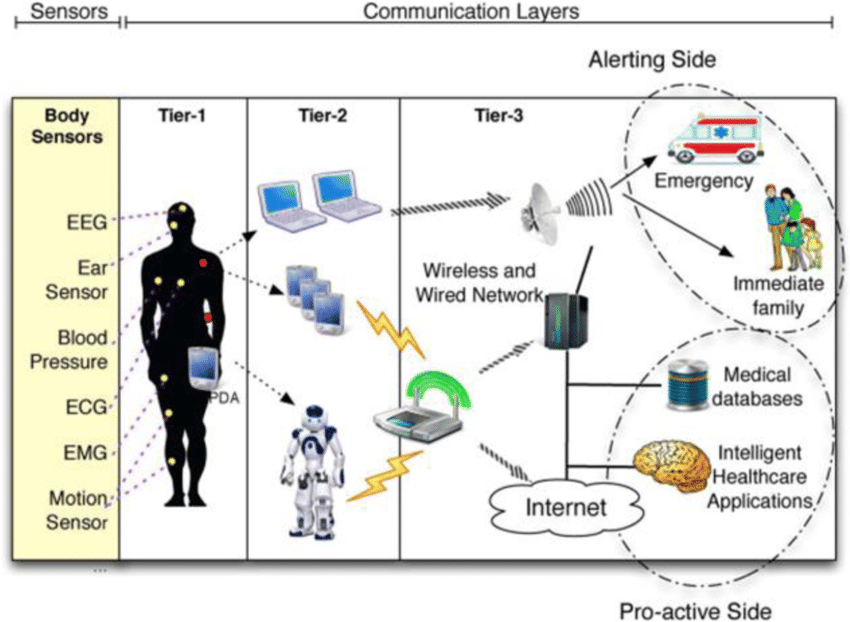 Sensors
Communication Layers
Alerting Side
Body
Sensors
Tier-1
Tier-2
Tier-3
EEG
Ear
Sensor
Blood
Pressure
ECG
EMG
Motion
Sensor
...
PDA
Wireless and
Wired Network
Emergency
Immediate
family
Medical
databases
Intelligent
Healthcare
Applications
Internet
Pro-active Side